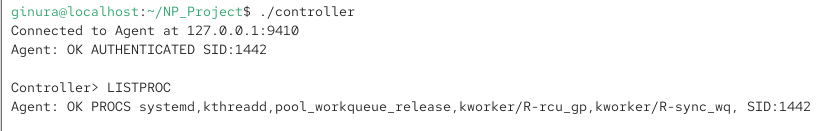 ginura@localhost:~/NP_Project$ ./controller
Connected to Agent at 127.0.0.1:9410
Agent: OK AUTHENTICATED SID:1442
Controller> LISTPROC
Agent: OK PROCS systemd,kthreadd,pool_workqueue_release,kworker/R-rcu_gp,kworker/R-sync_wq, SID:1442